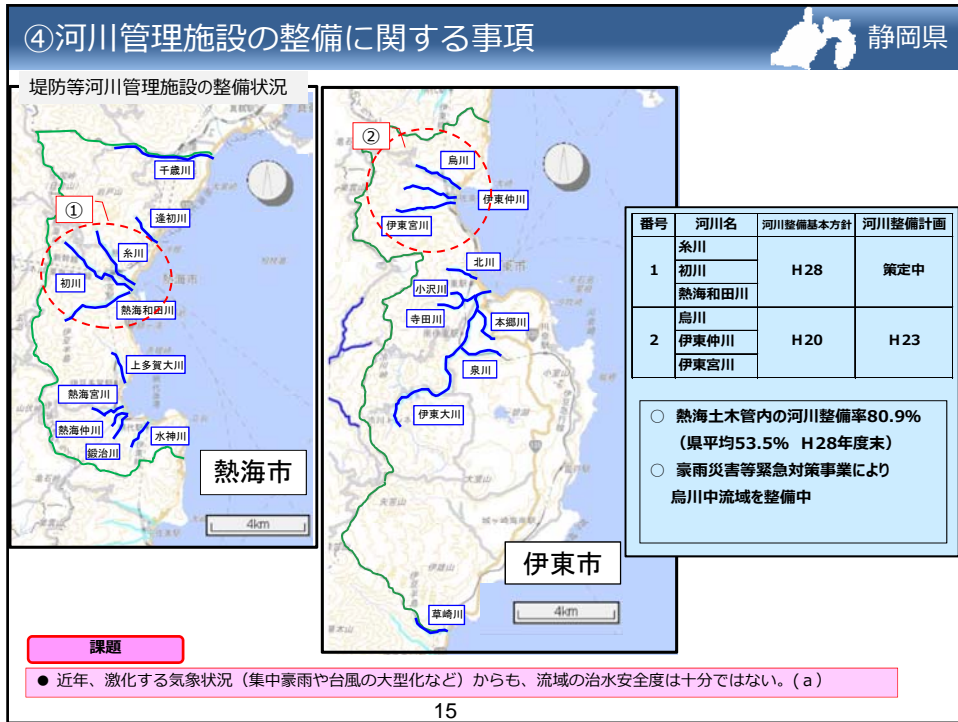 ④河川管理施設の整備に関する事項
静岡県
堤防等河川管理施設の整備状況
千歳川
①
逢初川
糸川
初川
熱海市
熱海和田川
上多賀大川
熱海宮川
熱海仲川
水神川
鍛治川
熱海市
4km
②
烏川
伊東仲川
伊東宮川
北川
小沢川
寺田川
本郷川
泉川
伊東大川
伊東市
4km
草崎川
番号 河川名 河川整備基本方針 河川整備計画
1 糸川 初川 熱海和田川 H28 策定中
2 烏川 伊東仲川 伊東宮川 H20 H23
○ 熱海土木管内の河川整備率80.9%
（県平均53.5% H28年度末）
○ 豪雨災害等緊急対策事業により
烏川中流域を整備中
課題
● 近年、激化する気象状況（集中豪雨や台風の大型化など）からも、流域の治水安全度は十分ではない。(ａ)
15